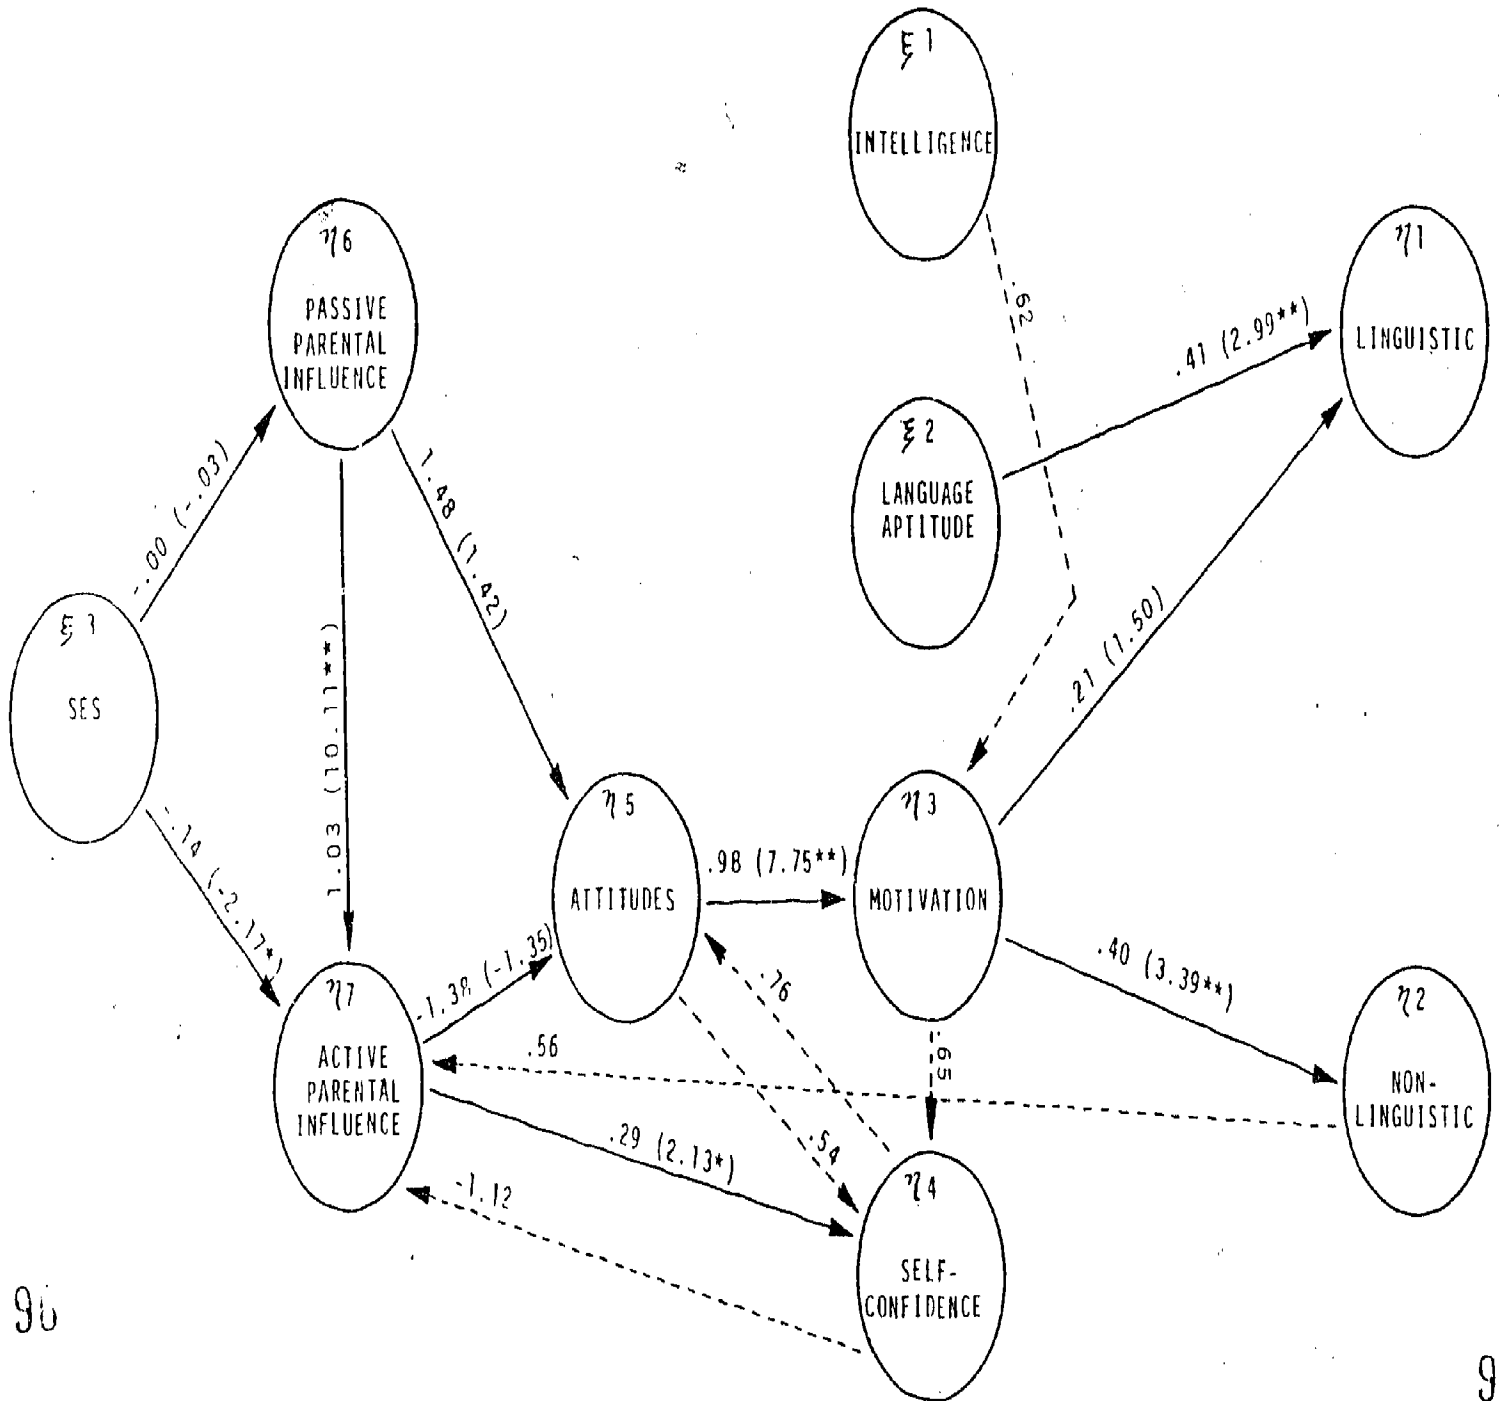 ξ 1
INTELLIGENCE
η6
PASSIVE
PARENTAL
INFLUENCE
η1
LINGUISTIC
.62
.41 (2.99**)
ξ 2
LANGUAGE
APTITUDE
-.00 (-.03)
1.48 (1.42)
ξ 3
SES
1.03 (10.11**)
.21 (1.50)
-.14 (-2.17*)
η5
ATTITUDES
.98 (7.75**)
η3
MOTIVATION
-1.38 (-1.35)
.76
.40 (3.39**)
η7
ACTIVE
PARENTAL
INFLUENCE
.56
.65
η2
NON-
LINGUISTIC
.29 (2.13*)
.54
-1.12
η4
SELF-
CONFIDENCE
9